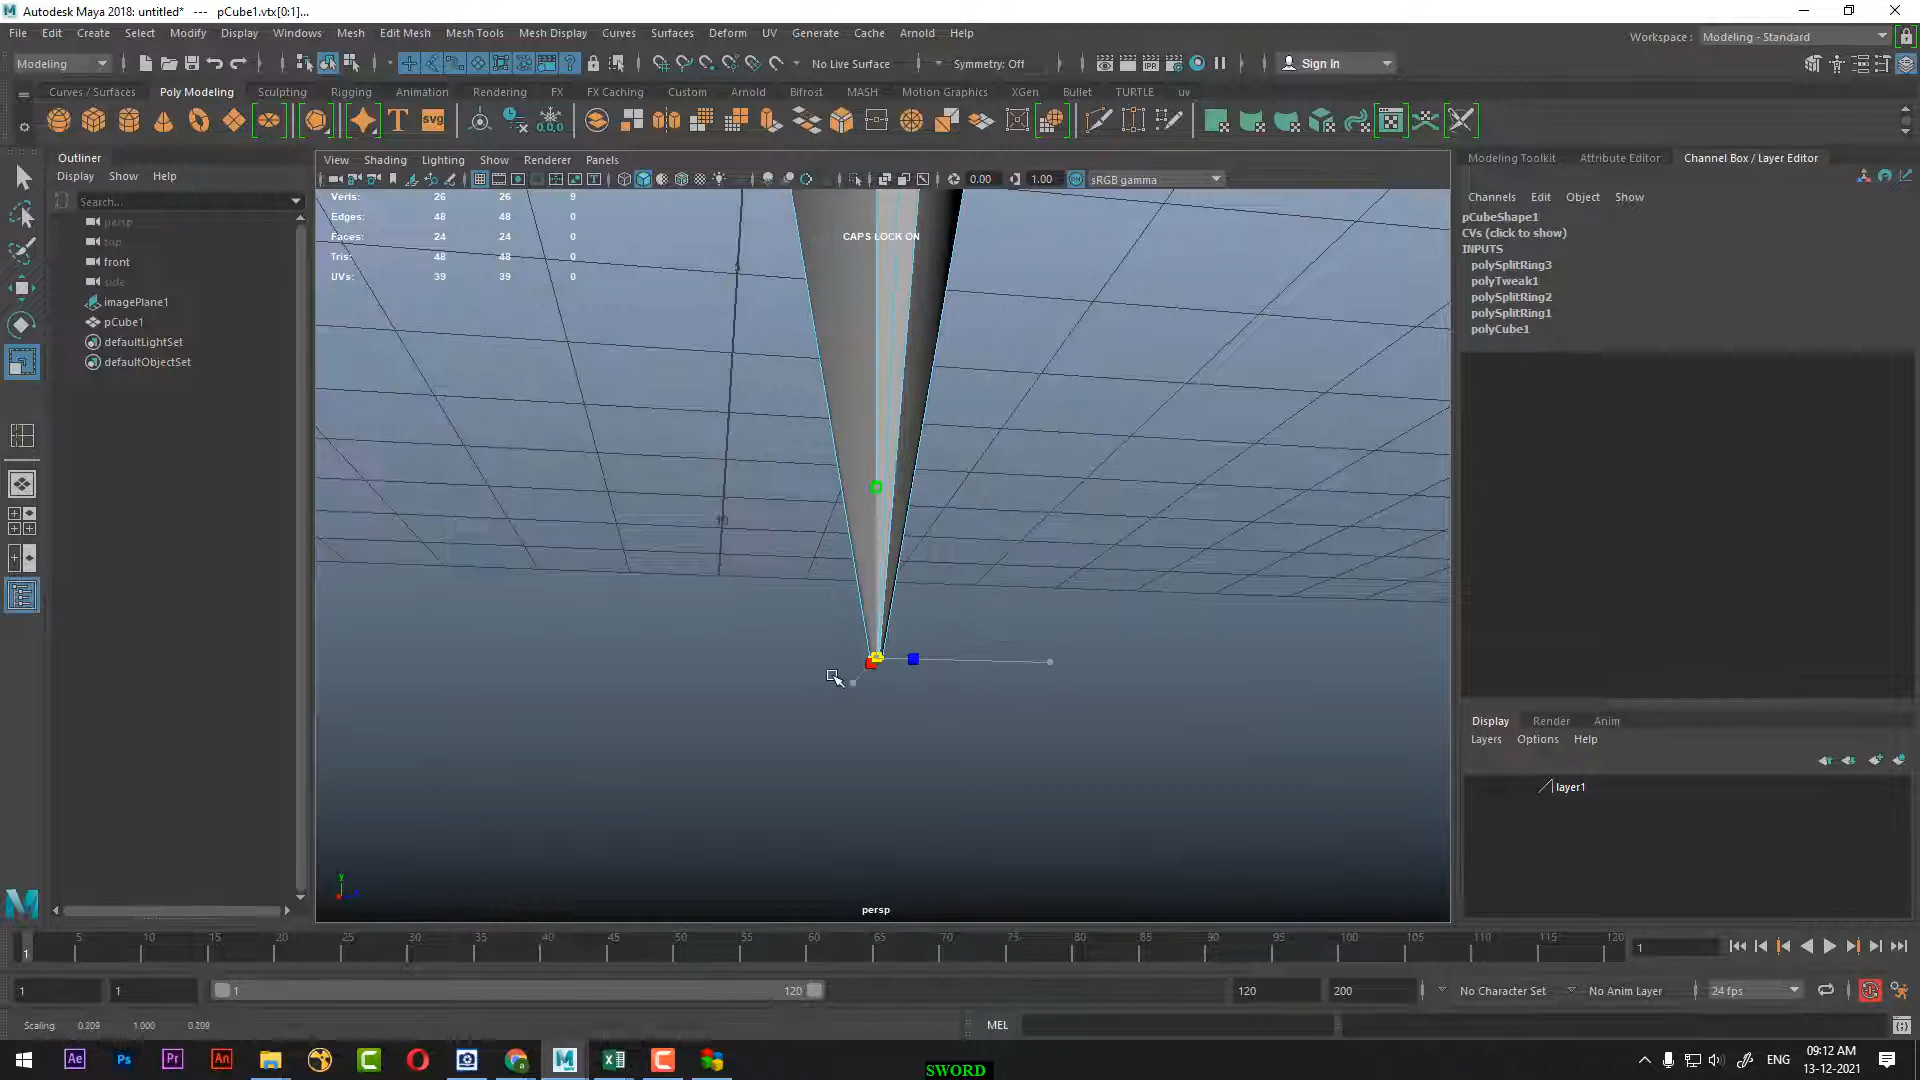 Autodesk Maya 2018: untitled*   ---   pCube1.vtx[0:1]...
File Edit Create Select Modify Display Windows Mesh Edit Mesh Mesh Tools Mesh Display Curves Surfaces Deform UV Generate Cache Arnold Help
Workspace : Modeling - Standard
Modeling No Live Surface Symmetry: Off Sign In
Curves / Surfaces Poly Modeling Sculpting Rigging Animation Rendering FX FX Caching Custom Arnold Bifrost MASH Motion Graphics XGen Bullet TURTLE uv
T svg 0,0,0
Outliner
Display Show Help
Search...
persp
top
front
side
imagePlane1
pCube1
defaultLightSet
defaultObjectSet
View Shading Lighting Show Renderer Panels
0.00 1.00 ON sRGB gamma
Verts: 26 26 9
Edges: 48 48 0
Faces: 24 24 0
Tris: 48 48 0
UVs: 39 39 0
CAPS LOCK ON
y
persp
Modeling Toolkit Attribute Editor Channel Box / Layer Editor
Channels Edit Object Show
pCubeShape1
CVs (click to show)
INPUTS
polySplitRing3
polyTweak1
polySplitRing2
polySplitRing1
polyCube1
Display Render Anim
Layers Options Help
layer1
5 10 15 20 25 30 35 40 45 50 55 60 65 70 75 80 85 90 95 100 105 110 115 120
1 1
1 1 1 120 120 200 No Character Set No Anim Layer 24 fps
Scaling: 0.209 1.000 0.209 MEL
Ae Ps Pr An SWORD ENG 09:12 AM
13-12-2021